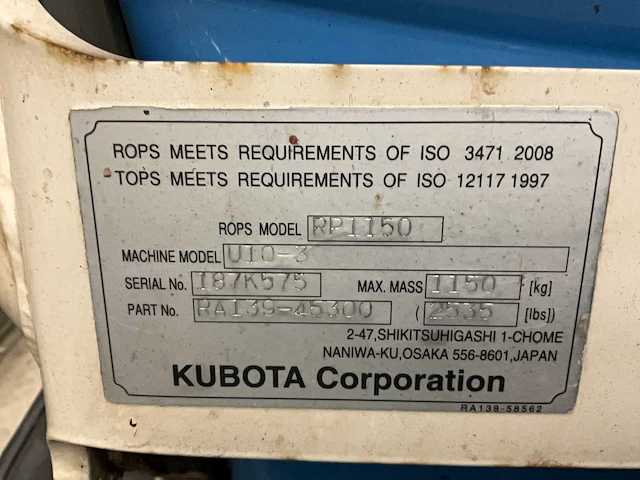 ROPS MEETS REQUIREMENTS OF ISO 3471 2008
TOPS MEETS REQUIREMENTS OF ISO 12117 1997
ROPS MODEL RP1150
MACHINE MODEL U10-3
SERIAL No. 187K575 MAX. MASS 1150 [kg]
PART No. RA139-45300 ( 2535 [lbs])
2-47,SHIKITSUHIGASHI 1-CHOME
NANIWA-KU,OSAKA 556-8601,JAPAN
KUBOTA Corporation
RA138-58562